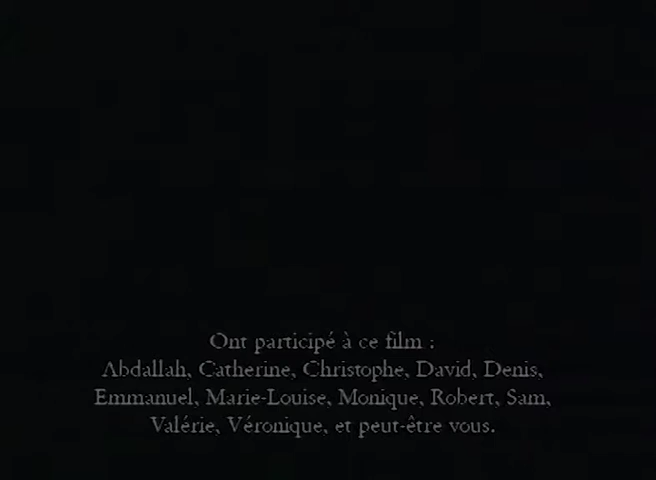 Ont participé à ce film :
Abdallah, Catherine, Christophe, David, Denis,
Emmanuel, Marie-Louise, Monique, Robert, Sam,
Valérie, Véronique, et peut-être vous.